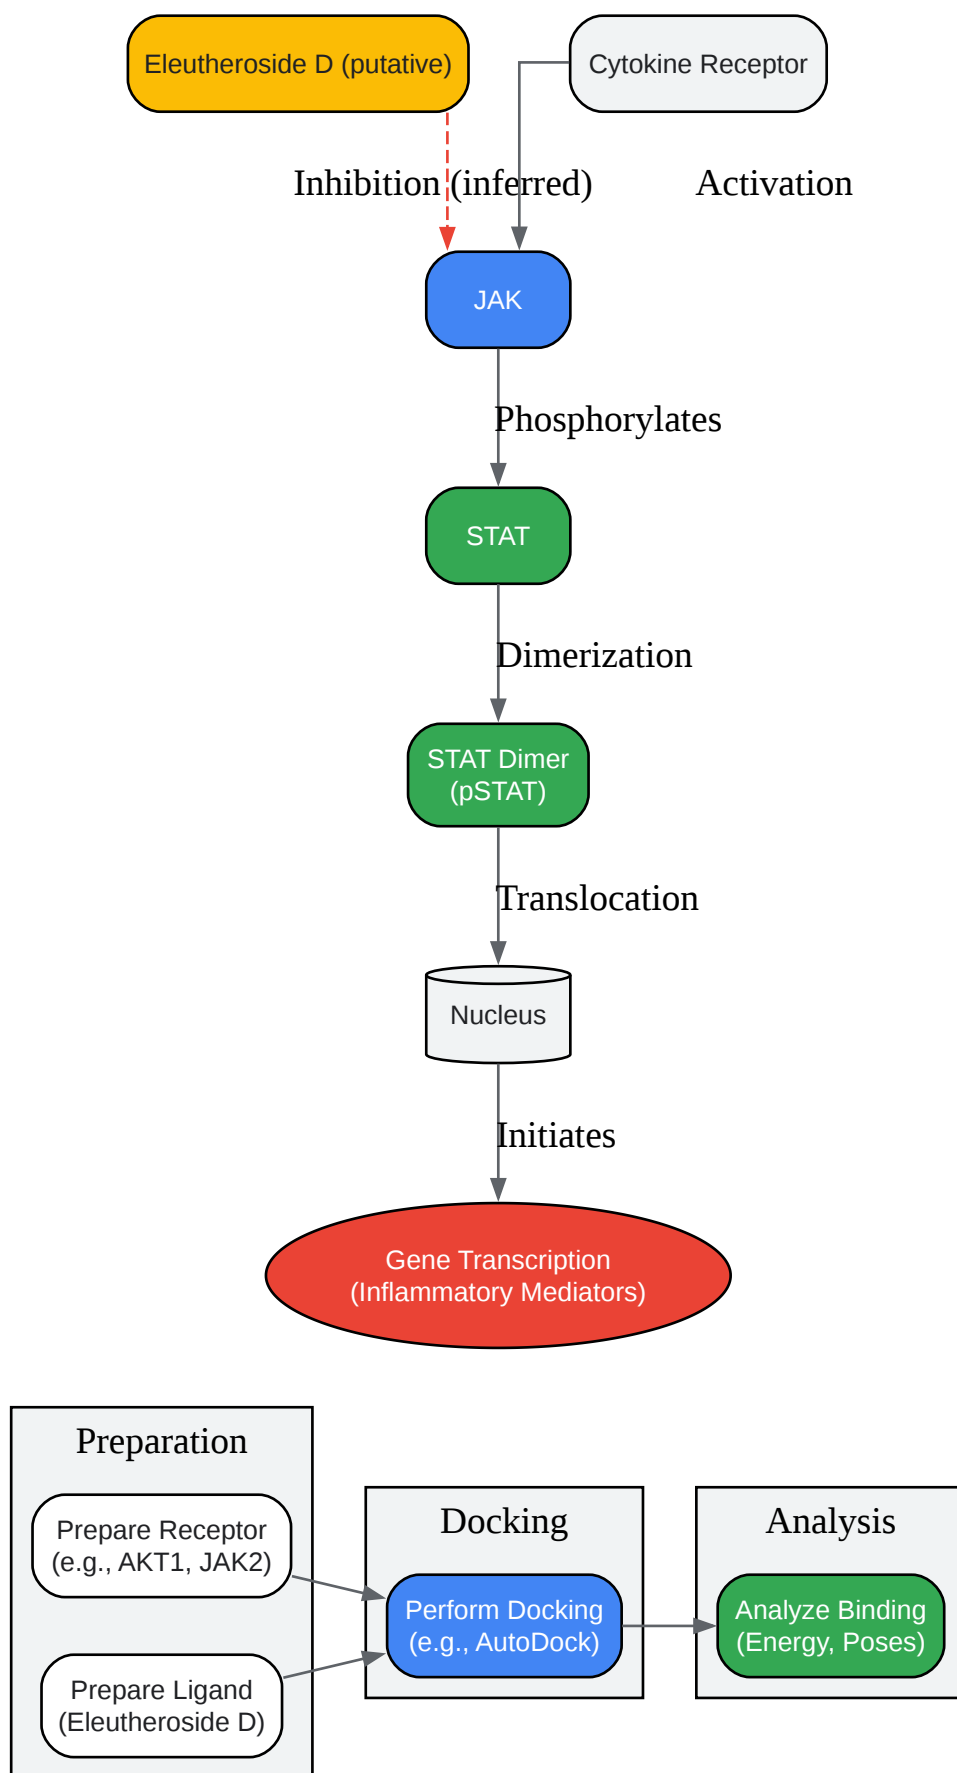 Eleutheroside D (putative)
Cytokine Receptor
Inhibition (inferred)
Activation
JAK
Phosphorylates
STAT
Dimerization
STAT Dimer
(pSTAT)
Translocation
Nucleus
Initiates
Gene Transcription
(Inflammatory Mediators)
Preparation
Prepare Receptor
(e.g., AKT1, JAK2)
Prepare Ligand
(Eleutheroside D)
Docking
Perform Docking
(e.g., AutoDock)
Analysis
Analyze Binding
(Energy, Poses)